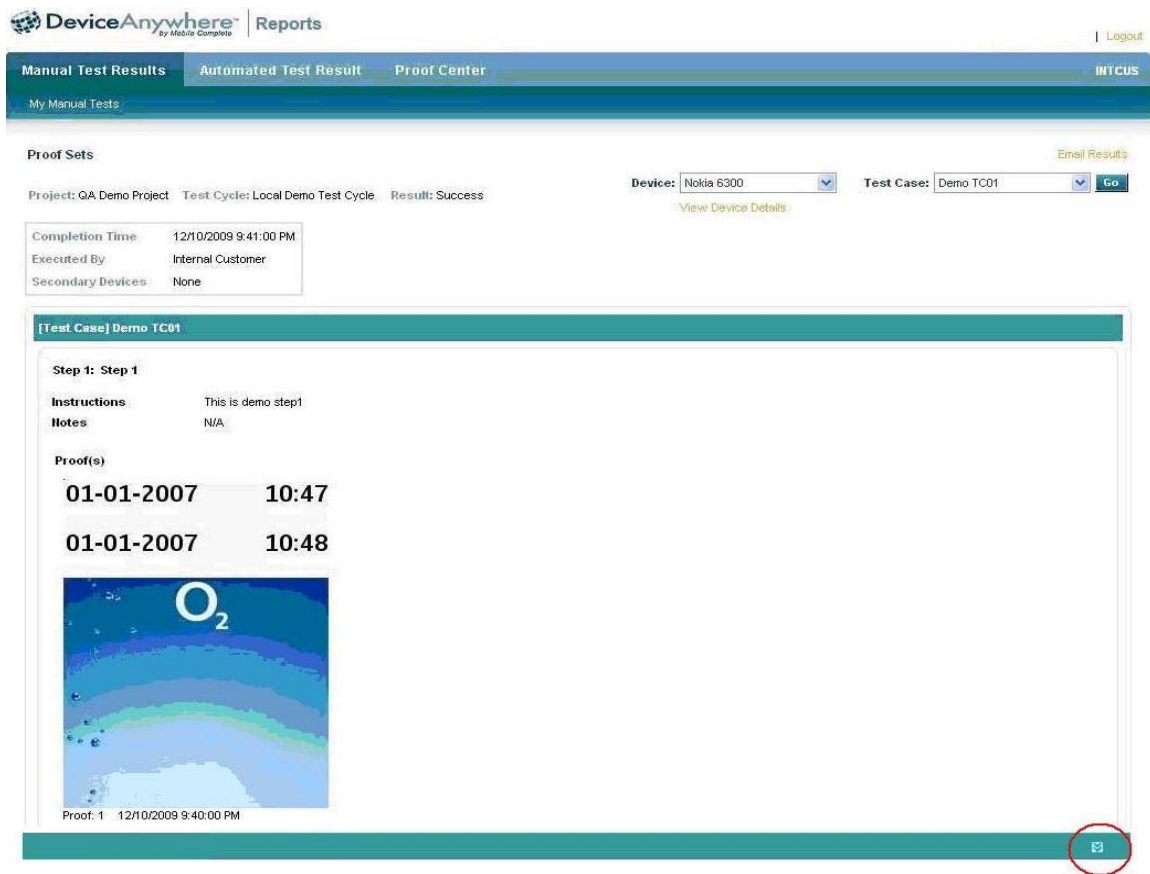 DeviceAnywhere Reports
by Mobile Complete
| Logout
Manual Test Results Automated Test Result Proof Center INTCUS
My Manual Tests
Proof Sets Email Results
Project: QA Demo Project Test Cycle: Local Demo Test Cycle Result: Success Device: Nokia 6300 Test Case: Demo TC01 Go
View Device Details
Completion Time 12/10/2009 9:41:00 PM
Executed By Internal Customer
Secondary Devices None
[Test Case] Demo TC01
Step 1: Step 1
Instructions This is demo step1
Notes N/A
Proof(s)
01-01-2007 10:47
01-01-2007 10:48
O2
Proof: 1 12/10/2009 9:40:00 PM